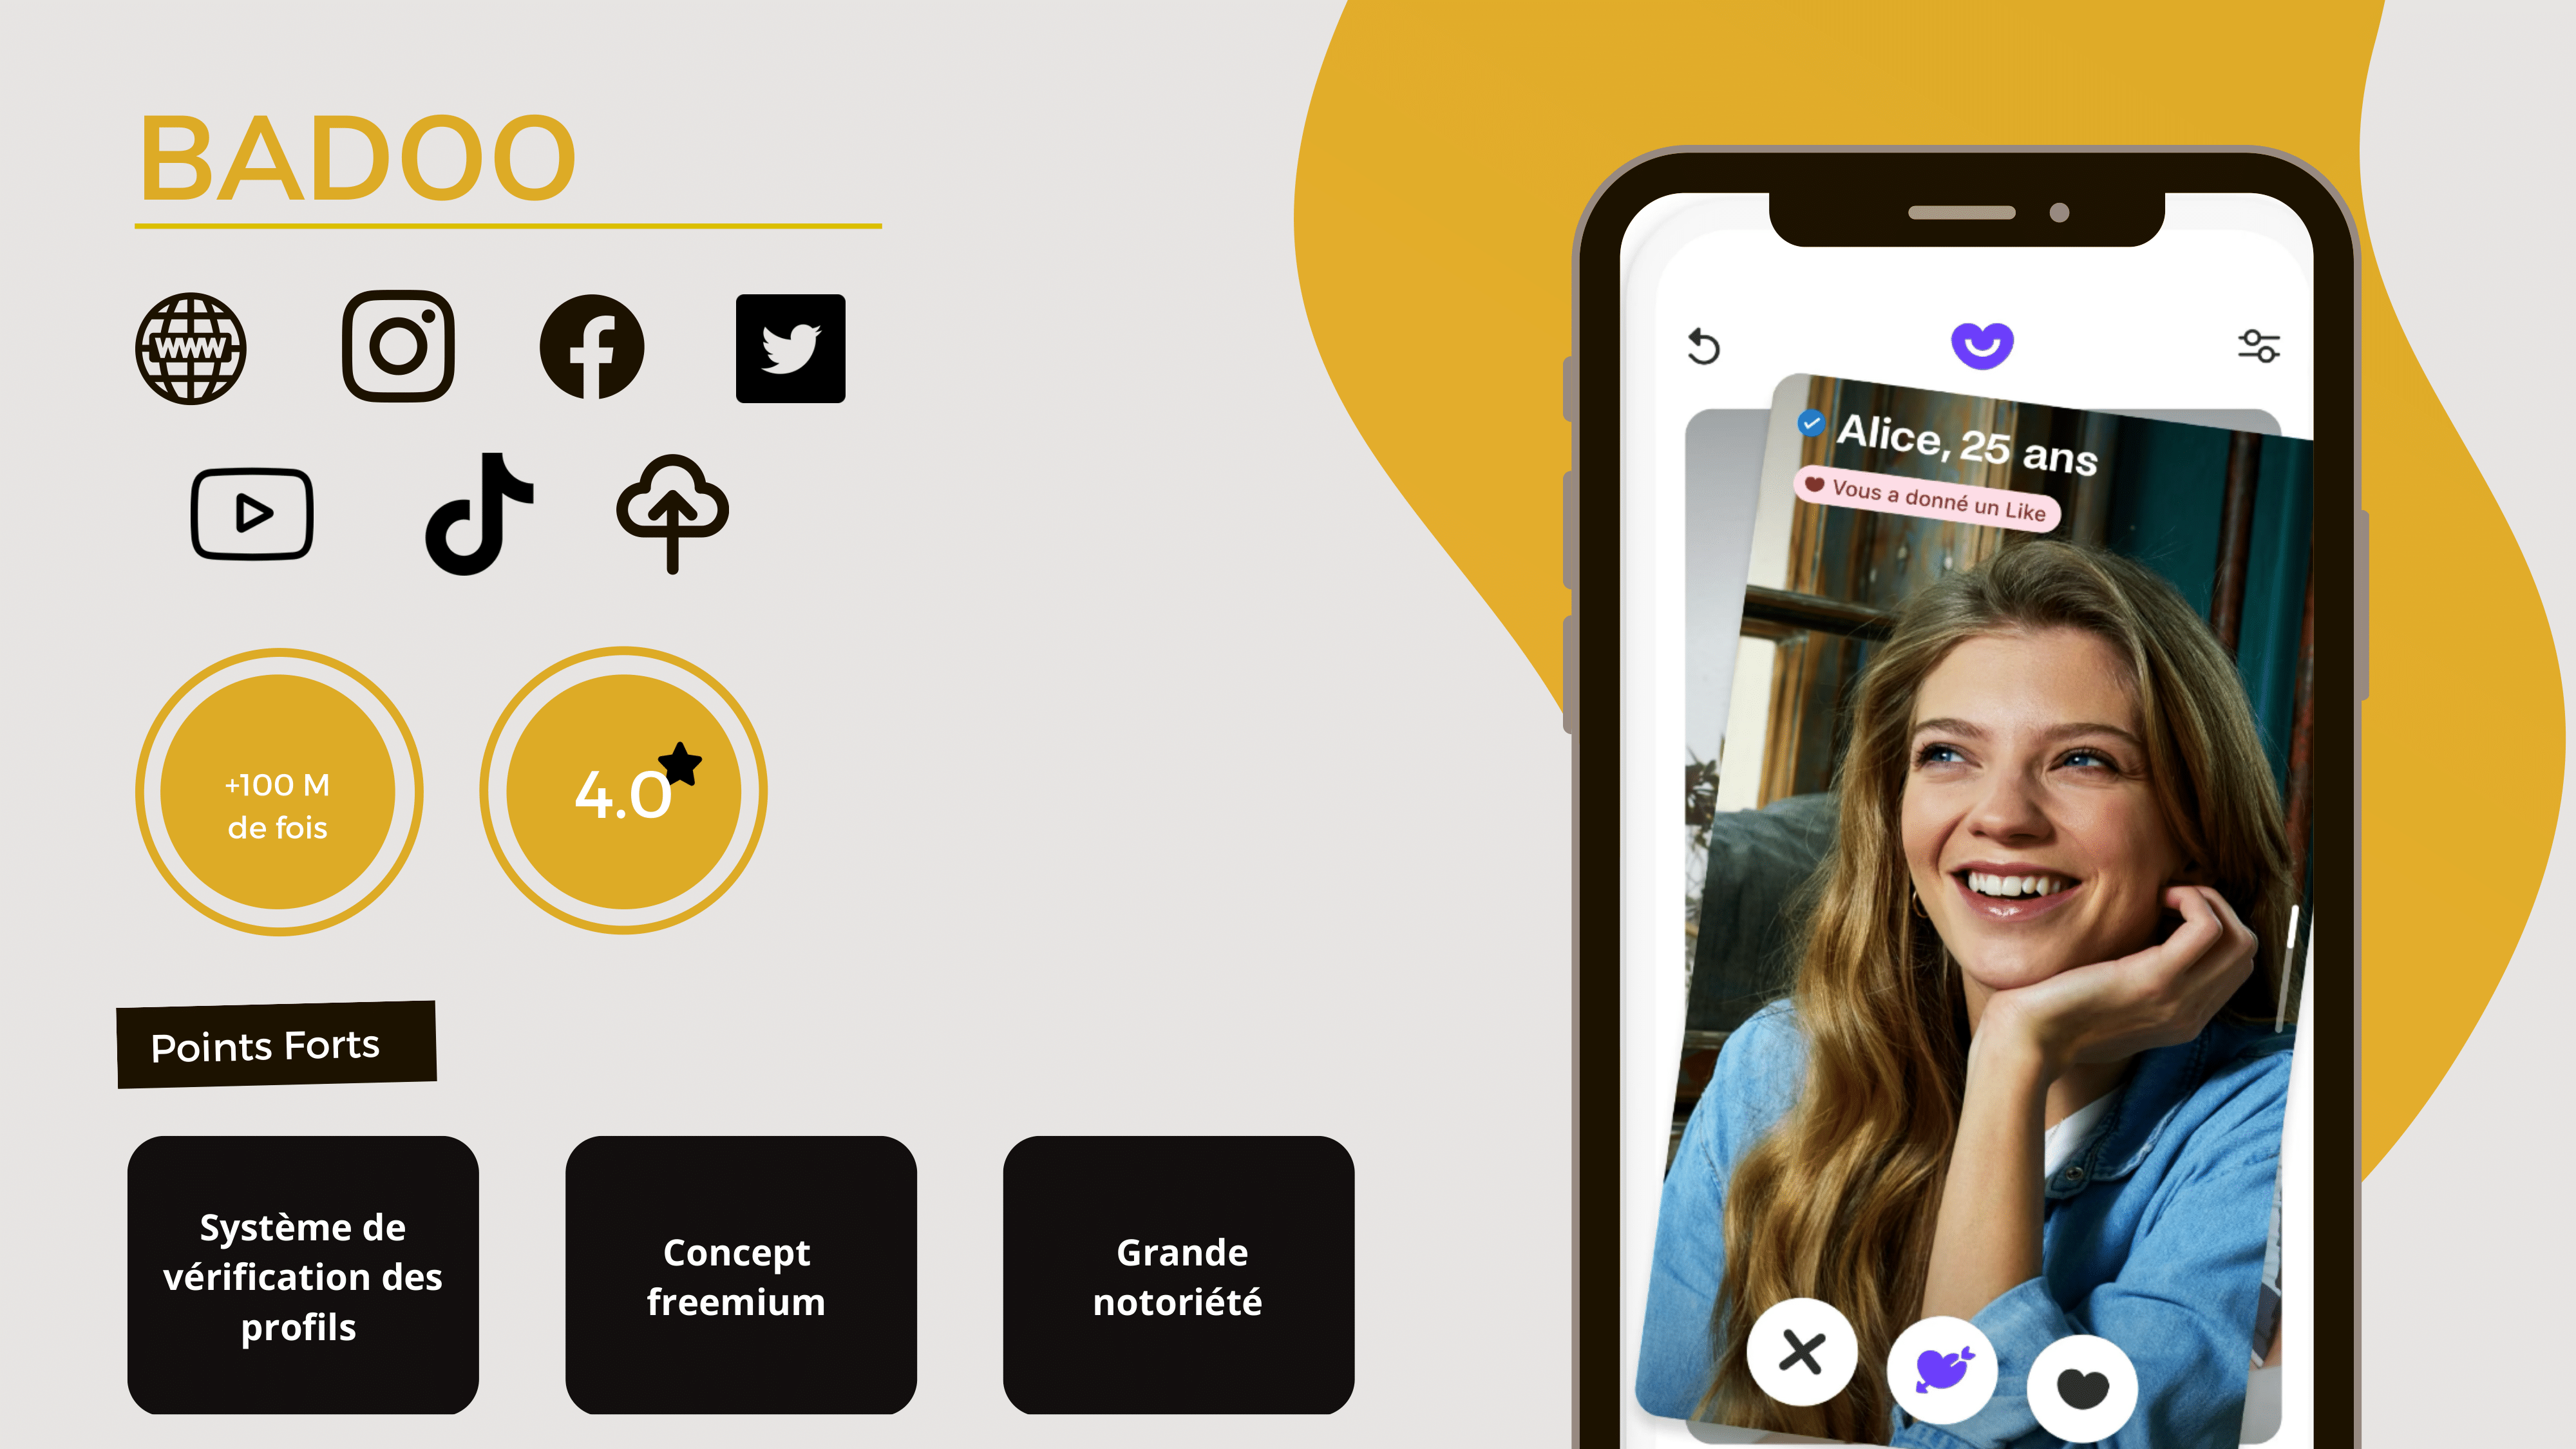 BADOO
WWW
+100 M
de fois
4.0
Points Forts
Système de
vérification des
profils
Concept
freemium
Grande
notoriété
Alice, 25 ans
Vous a donné un Like